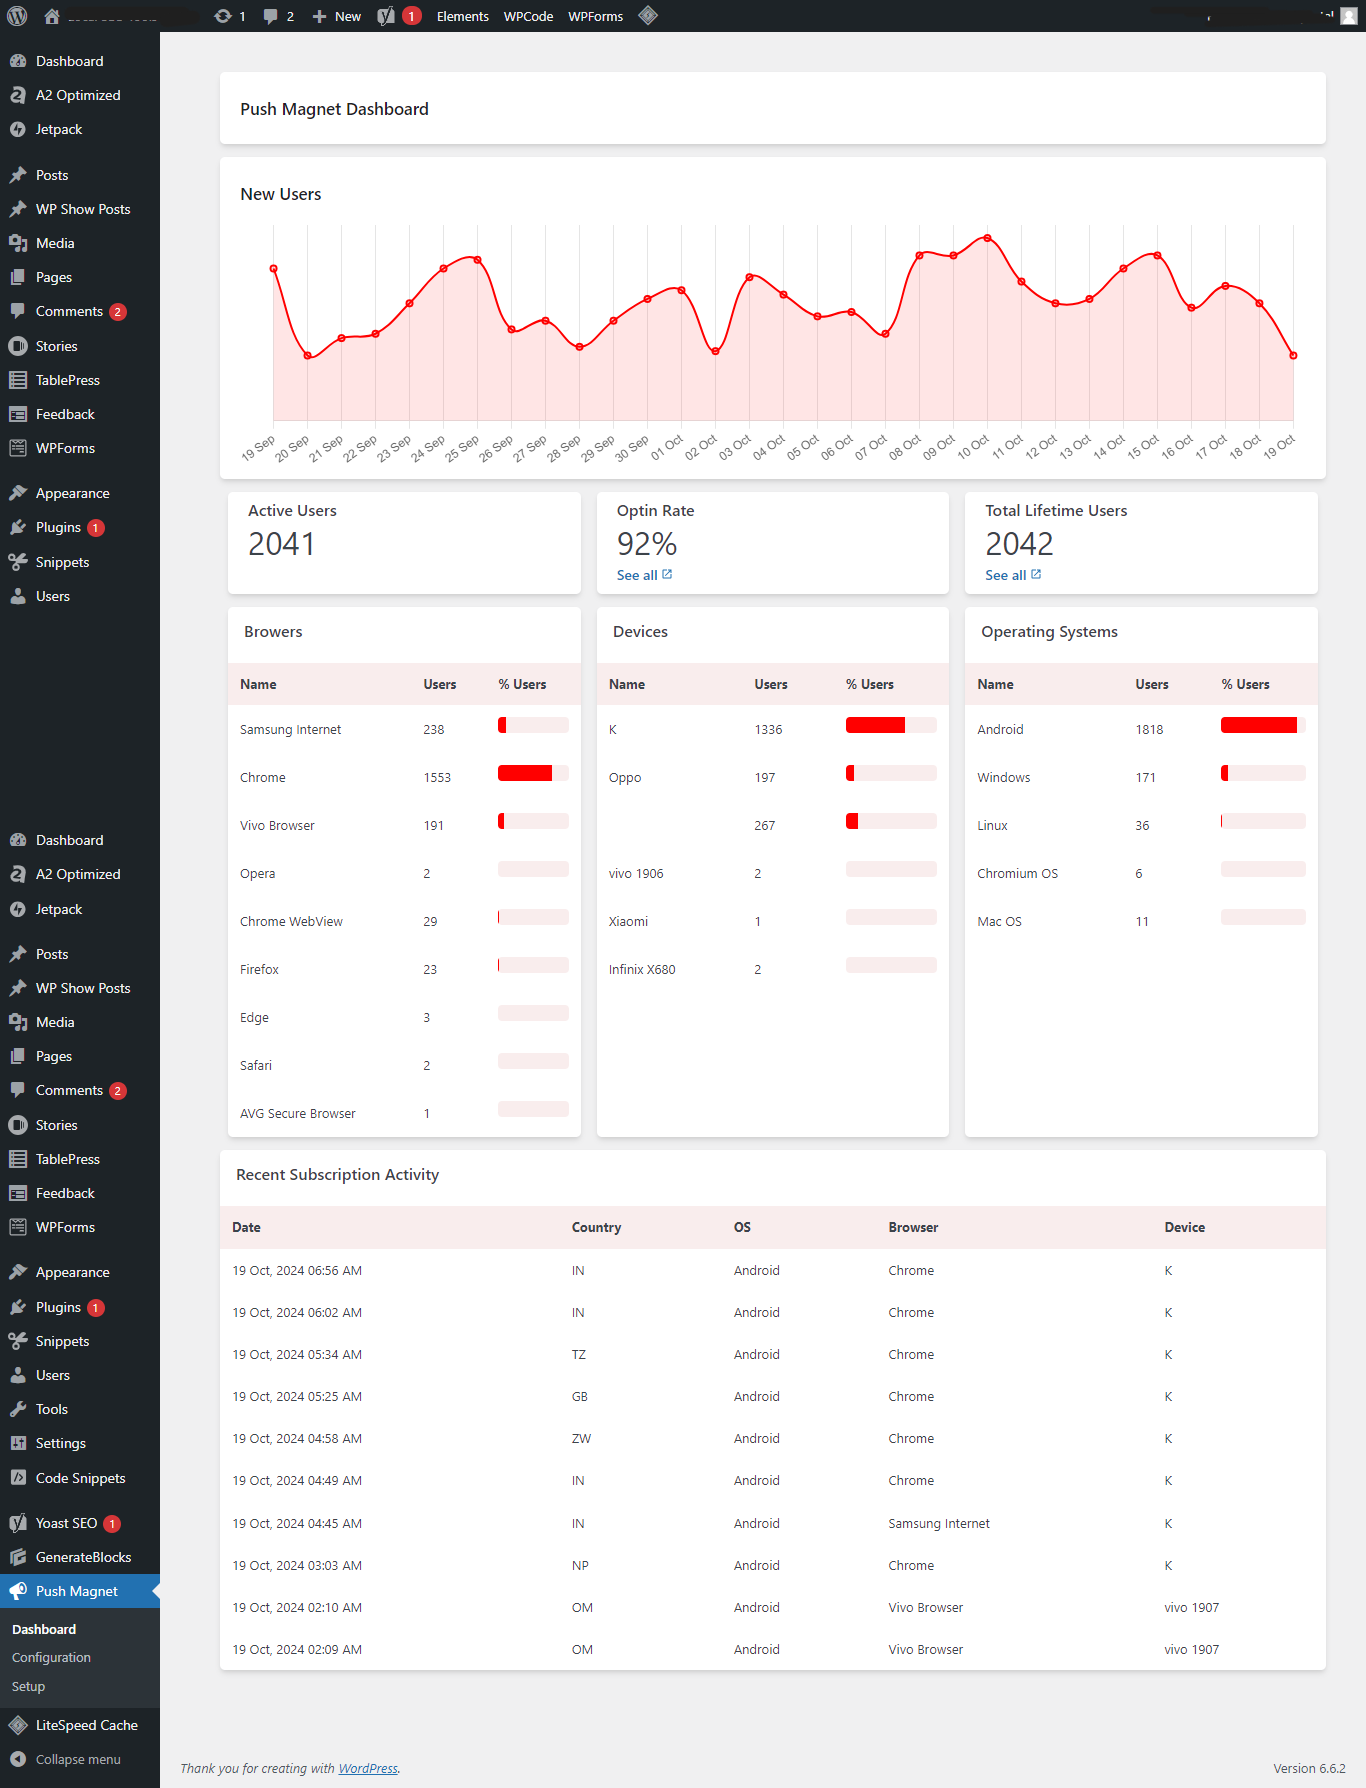 1 2 New 1 Elements WPCode WPForms
Dashboard
A2 Optimized
Jetpack
Posts
WP Show Posts
Media
Pages
Comments 2
Stories
TablePress
Feedback
WPForms
Appearance
Plugins 1
Snippets
Users
Dashboard
A2 Optimized
Jetpack
Posts
WP Show Posts
Media
Pages
Comments 2
Stories
TablePress
Feedback
WPForms
Appearance
Plugins 1
Snippets
Users
Tools
Settings
Code Snippets
Yoast SEO 1
GenerateBlocks
Push Magnet
Dashboard
Configuration
Setup
LiteSpeed Cache
Collapse menu
Push Magnet Dashboard
New Users
19 Sep 20 Sep 21 Sep 22 Sep 23 Sep 24 Sep 25 Sep 26 Sep 27 Sep 28 Sep 29 Sep 30 Sep 01 Oct 02 Oct 03 Oct 04 Oct 05 Oct 06 Oct 07 Oct 08 Oct 09 Oct 10 Oct 11 Oct 12 Oct 13 Oct 14 Oct 15 Oct 16 Oct 17 Oct 18 Oct 19 Oct
Active Users
2041
Optin Rate
92%
See all
Total Lifetime Users
2042
See all
Browers
Name Users % Users
Samsung Internet 238
Chrome 1553
Vivo Browser 191
Opera 2
Chrome WebView 29
Firefox 23
Edge 3
Safari 2
AVG Secure Browser 1
Devices
Name Users % Users
K 1336
Oppo 197
267
vivo 1906 2
Xiaomi 1
Infinix X680 2
Operating Systems
Name Users % Users
Android 1818
Windows 171
Linux 36
Chromium OS 6
Mac OS 11
Recent Subscription Activity
Date Country OS Browser Device
19 Oct, 2024 06:56 AM IN Android Chrome K
19 Oct, 2024 06:02 AM IN Android Chrome K
19 Oct, 2024 05:34 AM TZ Android Chrome K
19 Oct, 2024 05:25 AM GB Android Chrome K
19 Oct, 2024 04:58 AM ZW Android Chrome K
19 Oct, 2024 04:49 AM IN Android Chrome K
19 Oct, 2024 04:45 AM IN Android Samsung Internet K
19 Oct, 2024 03:03 AM NP Android Chrome K
19 Oct, 2024 02:10 AM OM Android Vivo Browser vivo 1907
19 Oct, 2024 02:09 AM OM Android Vivo Browser vivo 1907
Thank you for creating with WordPress.
Version 6.6.2